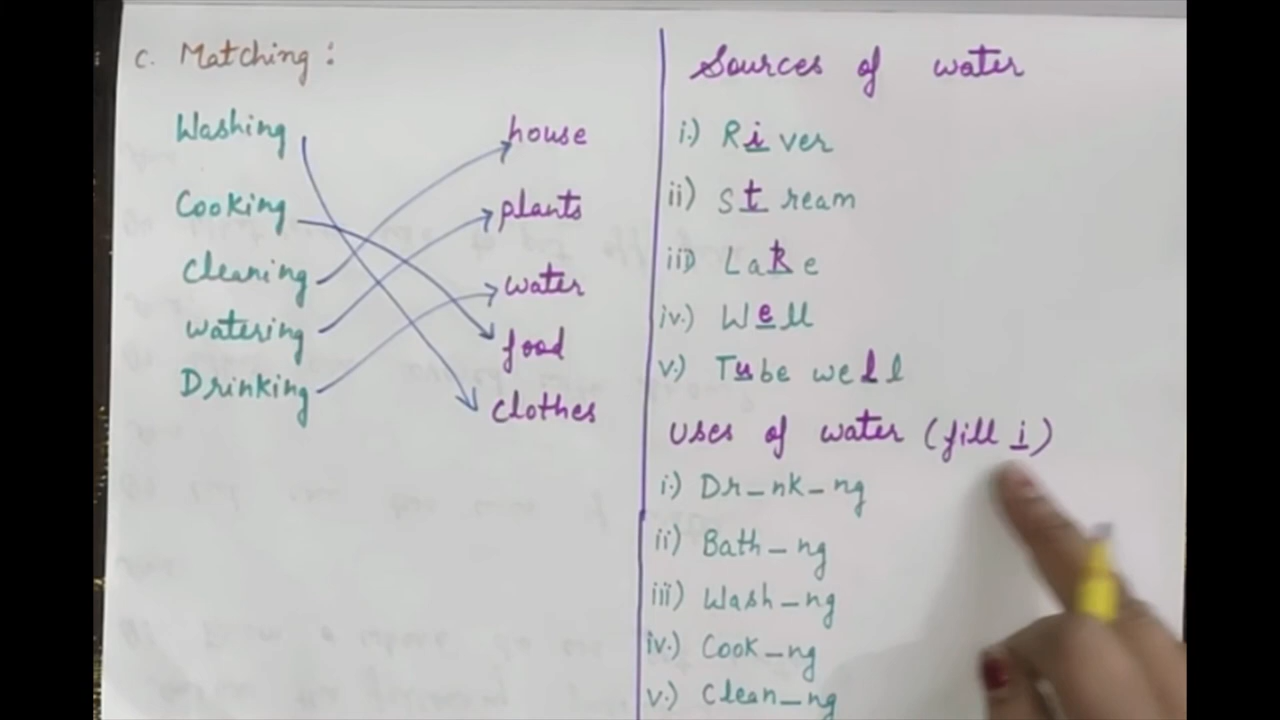 C. Matching :
Washing
Cooking
Cleaning
Watering
Drinking
house
plants
water
food
clothes
Sources of water
i.) River
ii) Stream
iii) Lake
iv.) Well
v.) Tube well
Uses of water (fill i)
i.) Dr_nk_ng
ii) Bath_ng
iii) Wash_ng
iv.) Cook_ng
v.) Clean_ng